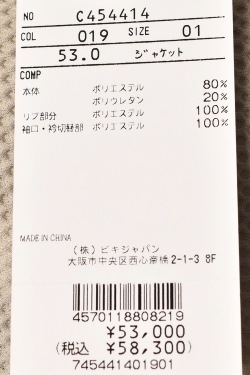 NO C454414
COL 019 SIZE 01
53.0 ジャケット
COMP
本体 ポリエステル 80%
ポリウレタン 20%
リブ部分 ポリエステル 100%
袖口・衿切替部 ポリエステル 100%
MADE IN CHINA
(株)ビキジャパン
大阪市中央区西心斎橋2-1-3 8F
4570118808219
¥53,000
(税込 ¥58,300)
745441401901